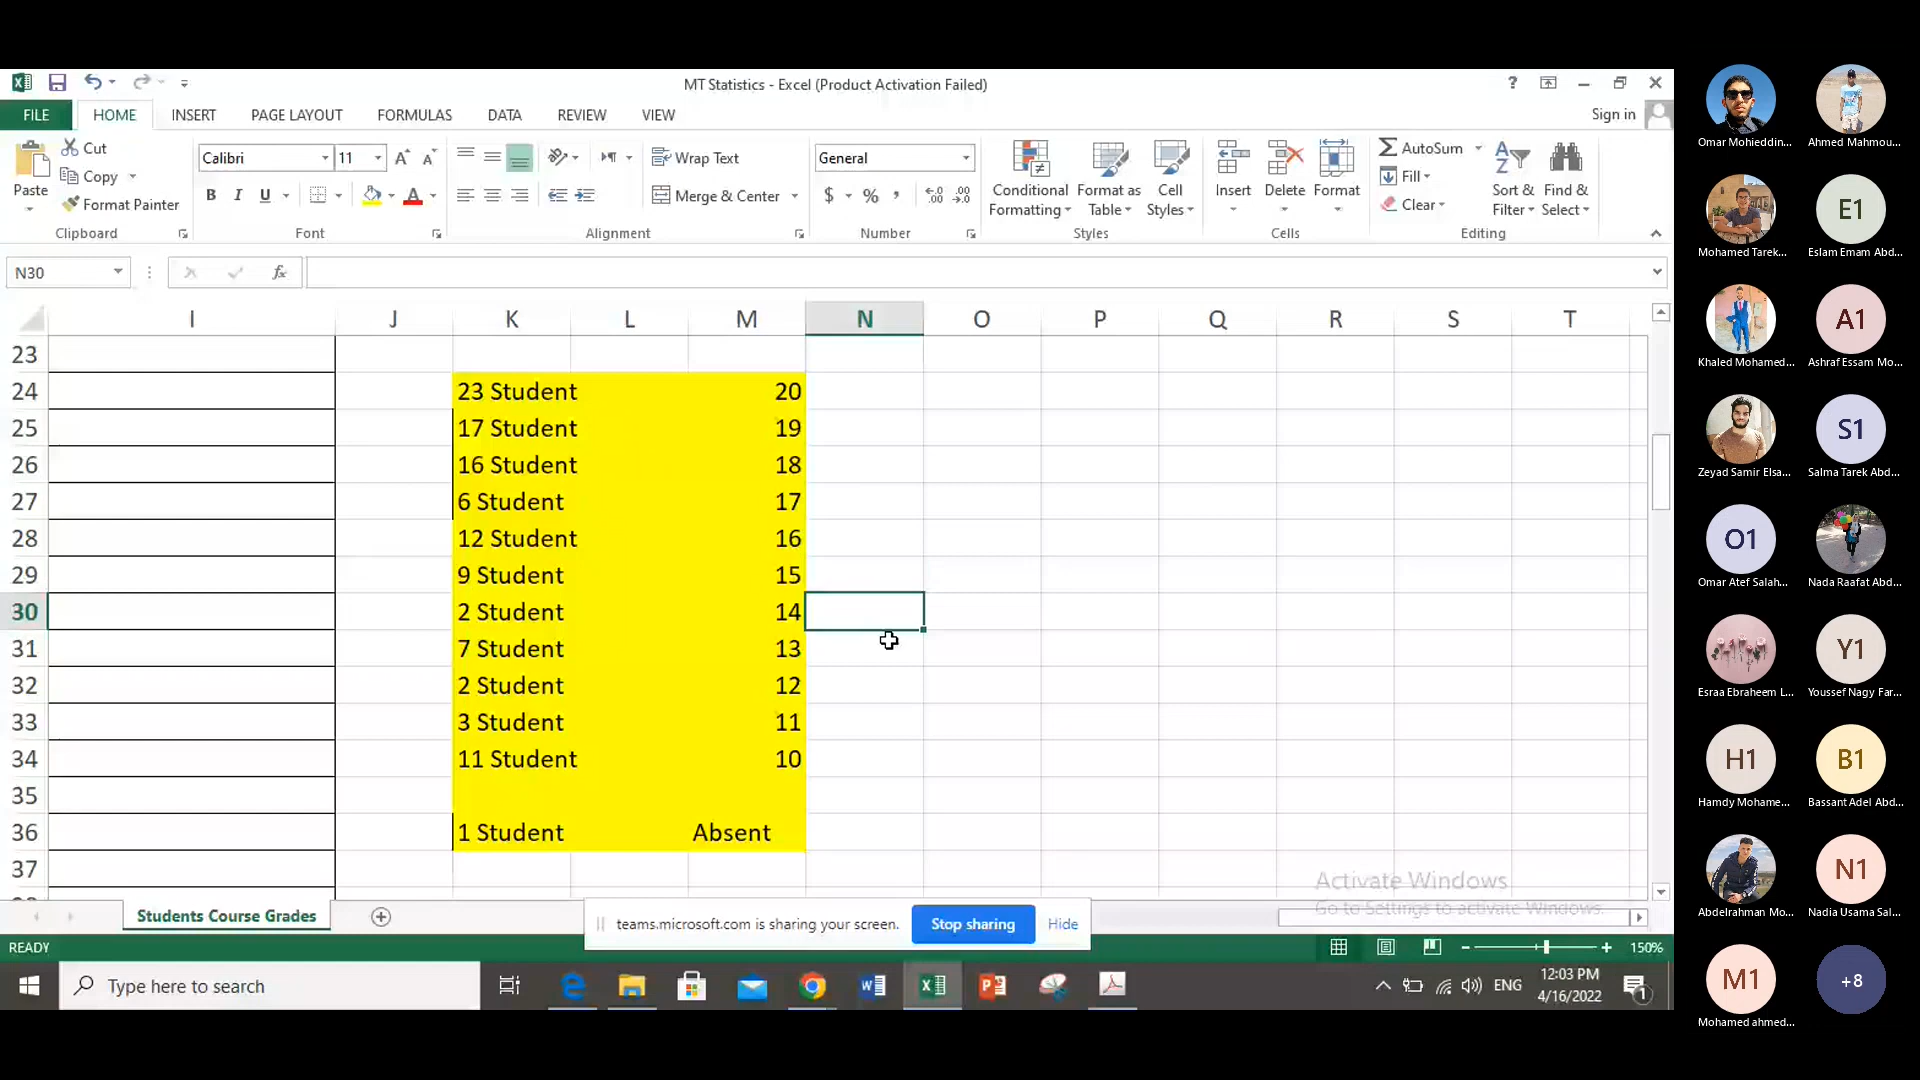 MT Statistics - Excel (Product Activation Failed)
FILE HOME INSERT PAGE LAYOUT FORMULAS DATA REVIEW VIEW Sign in
Paste Cut Copy Format Painter
Calibri 11 Wrap Text General
B I U Merge & Center $ % ,
Conditional Formatting Format as Table Cell Styles
Insert Delete Format
AutoSum Fill Clear
Sort & Filter Find & Select
Clipboard Font Alignment Number Styles Cells Editing
N30 fx
I J K L M N O P Q R S T
23
24 23 Student 20
25 17 Student 19
26 16 Student 18
27 6 Student 17
28 12 Student 16
29 9 Student 15
30 2 Student 14
31 7 Student 13
32 2 Student 12
33 3 Student 11
34 11 Student 10
35
36 1 Student Absent
37
Activate Windows
Go to Settings to activate Windows.
Students Course Grades
teams.microsoft.com is sharing your screen. Stop sharing Hide
READY 150%
Type here to search
ENG 12:03 PM
4/16/2022
1
Omar Mohieddin... Ahmed Mahmou...
E1
Mohamed Tarek... Eslam Emam Abd...
A1
Khaled Mohamed... Ashraf Essam Mo...
S1
Zeyad Samir Elsa... Salma Tarek Abd...
O1
Omar Atef Salah... Nada Raafat Abd...
Y1
Esraa Ebraheem L... Youssef Nagy Far...
H1 B1
Hamdy Mohame... Bassant Adel Abd...
N1
Abdelrahman Mo... Nadia Usama Sal...
M1 +8
Mohamed ahmed...